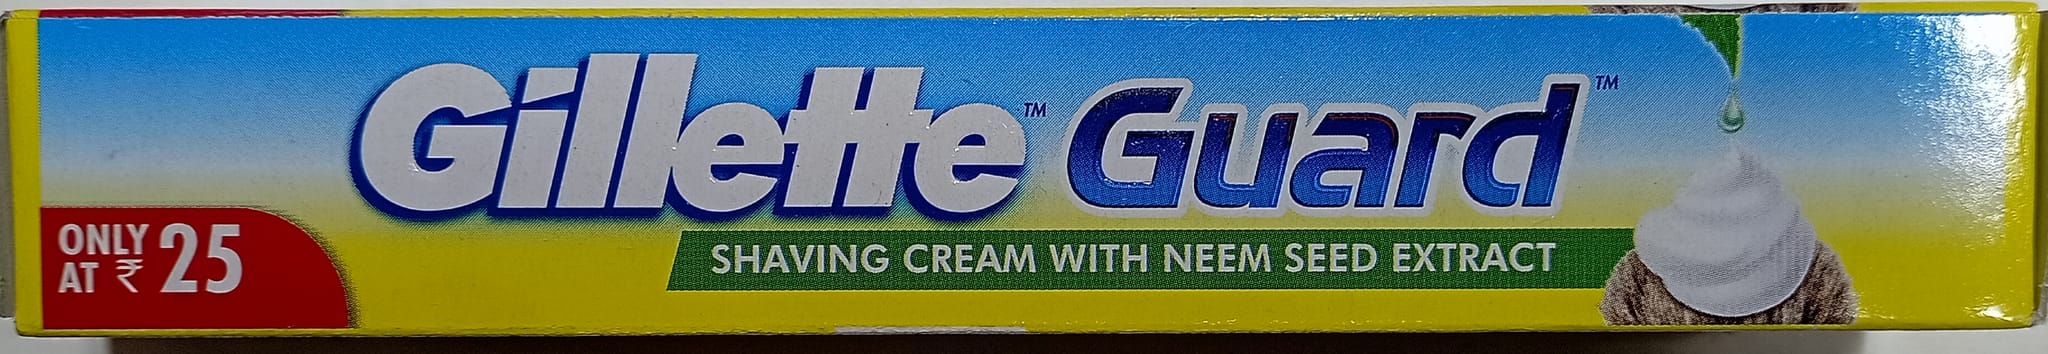 Gillette™ Guard™
SHAVING CREAM WITH NEEM SEED EXTRACT
ONLY
AT ₹ 25